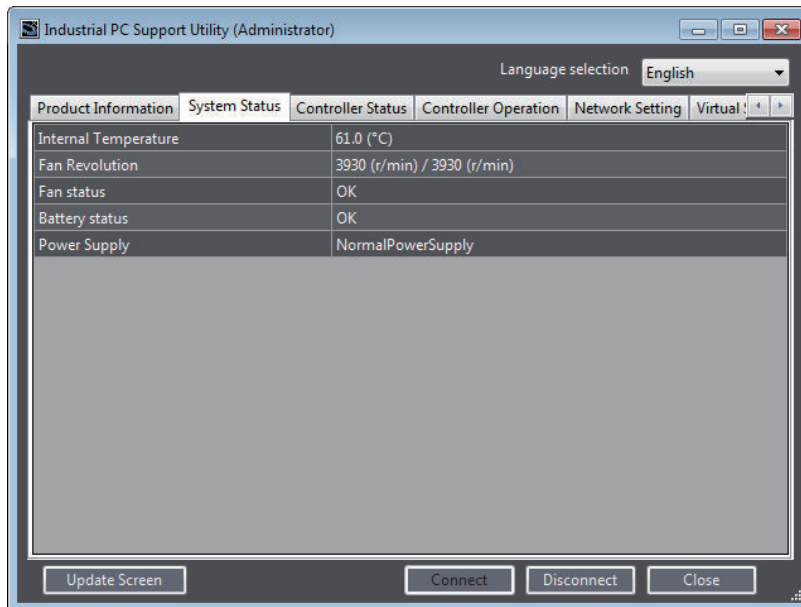 Industrial PC Support Utility (Administrator)
Language selection English
Product Information System Status Controller Status Controller Operation Network Setting Virtual
Internal Temperature 61.0 (°C)
Fan Revolution 3930 (r/min) / 3930 (r/min)
Fan status OK
Battery status OK
Power Supply NormalPowerSupply
Update Screen Connect Disconnect Close